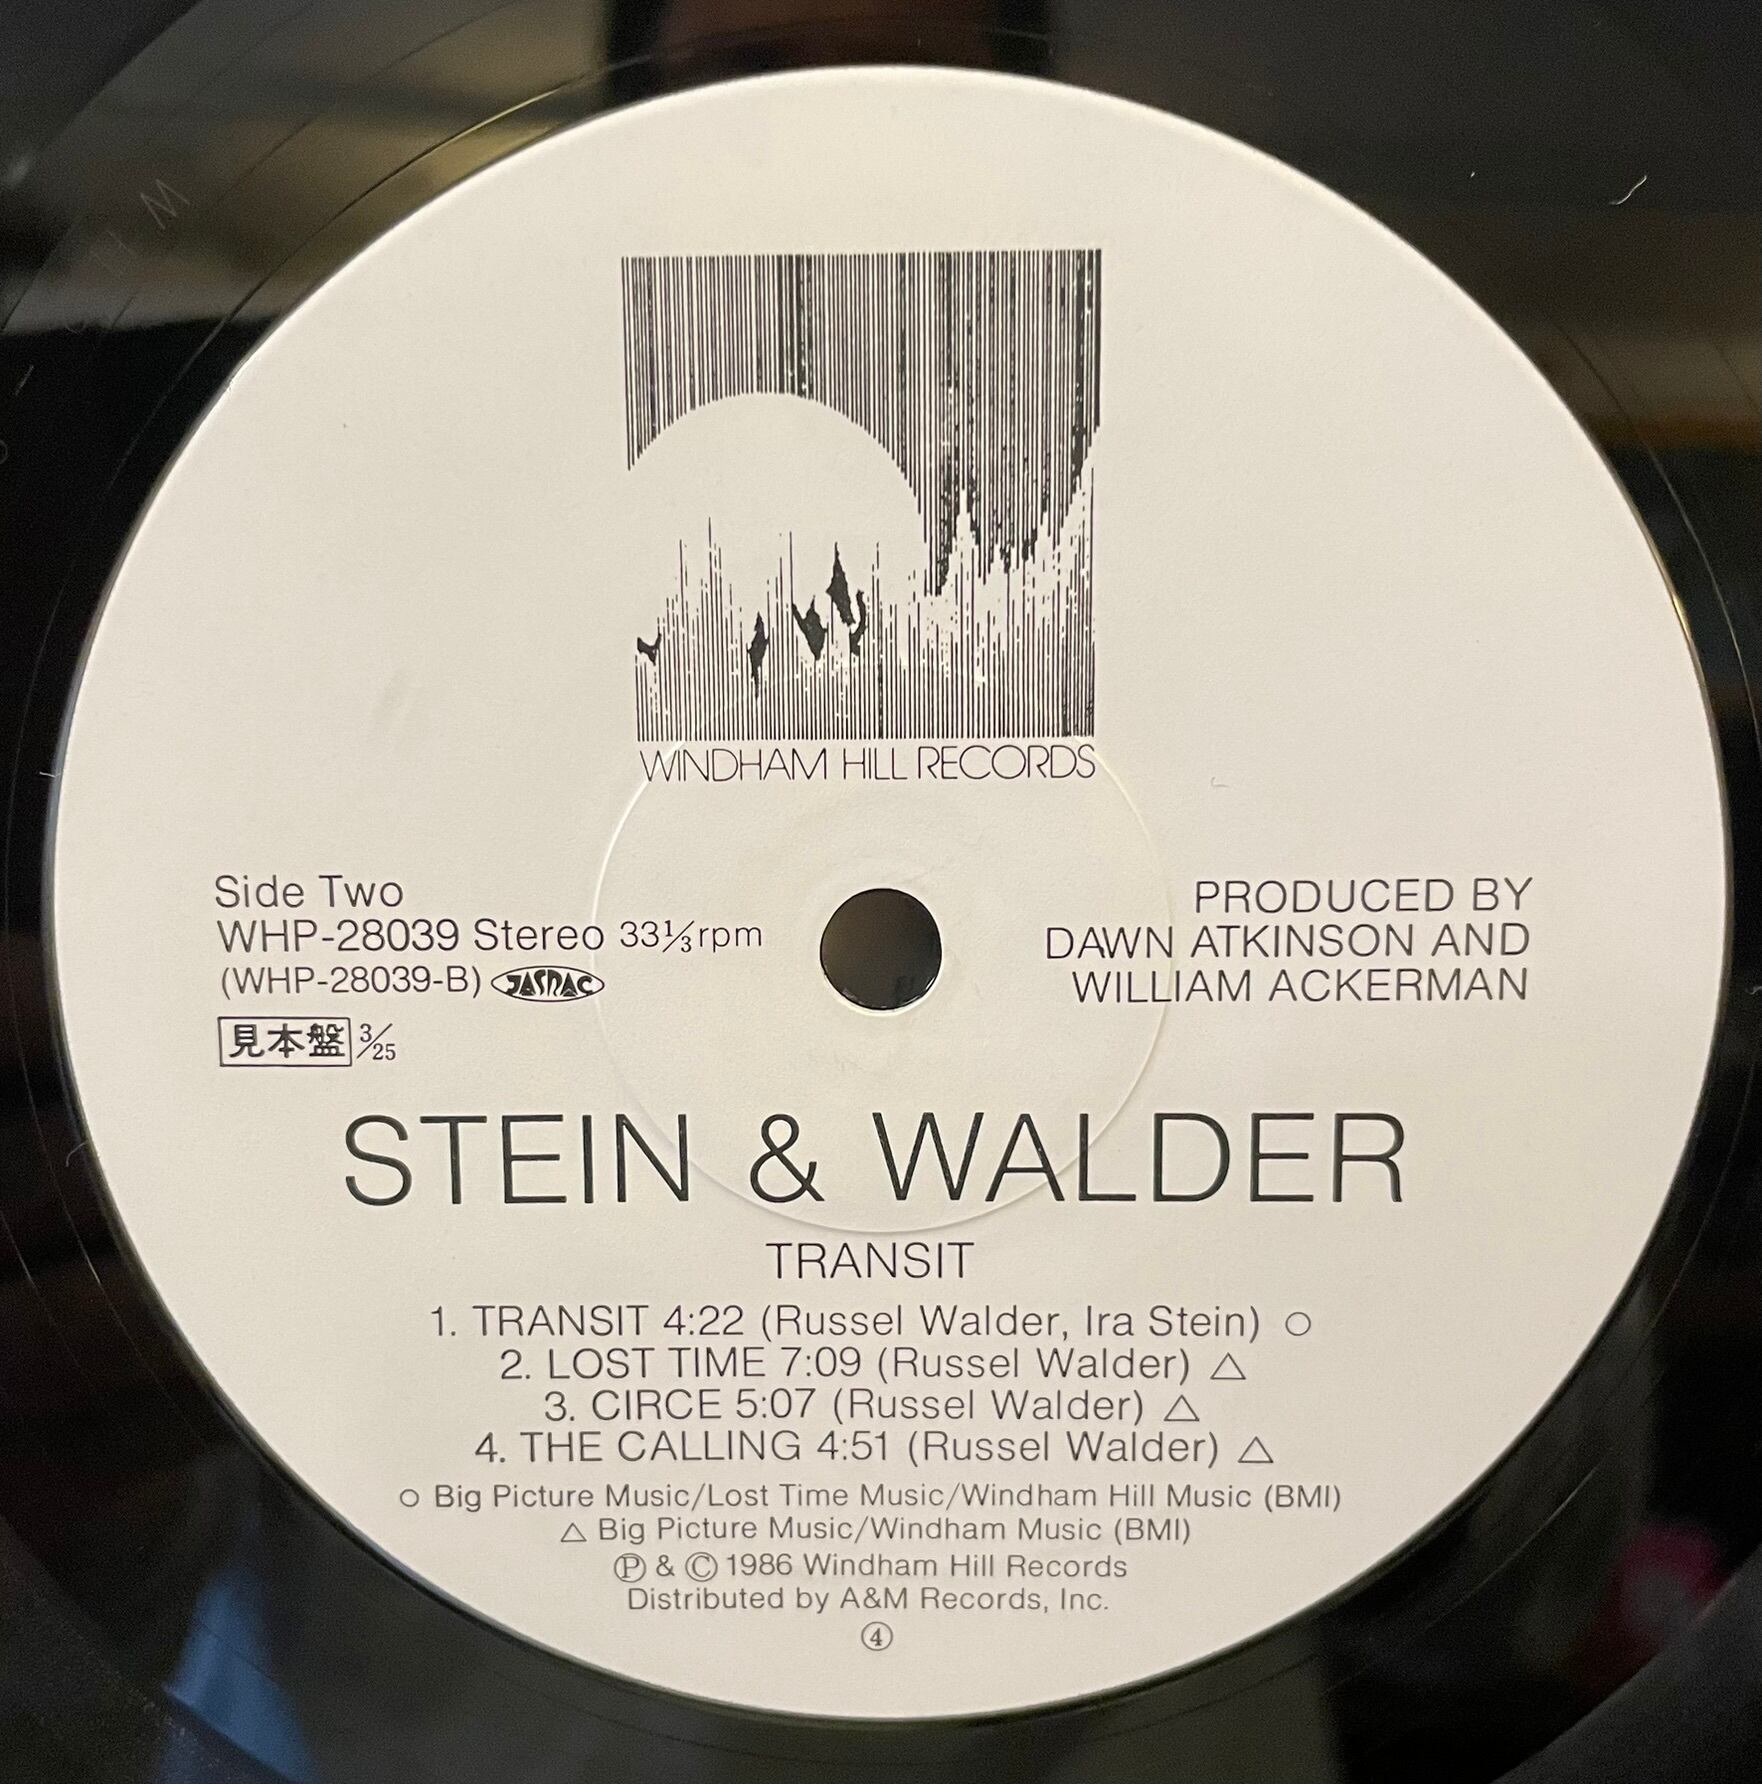 WINDHAM HILL RECORDS
Side Two
WHP-28039 Stereo 33⅓rpm
(WHP-28039-B) JASRAC
見本盤 3/25
PRODUCED BY
DAWN ATKINSON AND
WILLIAM ACKERMAN
STEIN & WALDER
TRANSIT
1. TRANSIT 4:22 (Russel Walder, Ira Stein) ○
2. LOST TIME 7:09 (Russel Walder) △
3. CIRCE 5:07 (Russel Walder) △
4. THE CALLING 4:51 (Russel Walder) △
○ Big Picture Music/Lost Time Music/Windham Hill Music (BMI)
△ Big Picture Music/Windham Music (BMI)
Ⓟ & Ⓒ 1986 Windham Hill Records
Distributed by A&M Records, Inc.
④